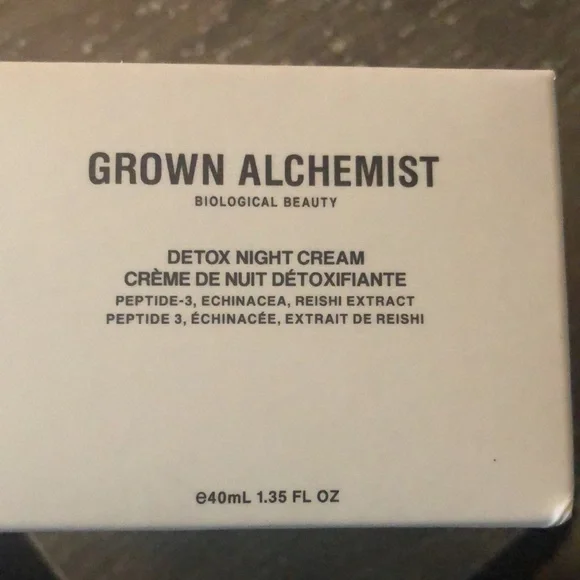 GROWN ALCHEMIST
BIOLOGICAL BEAUTY
DETOX NIGHT CREAM
CRÈME DE NUIT DÉTOXIFIANTE
PEPTIDE-3, ECHINACEA, REISHI EXTRACT
PEPTIDE 3, ÉCHINACÉE, EXTRAIT DE REISHI
℮40mL 1.35 FL OZ